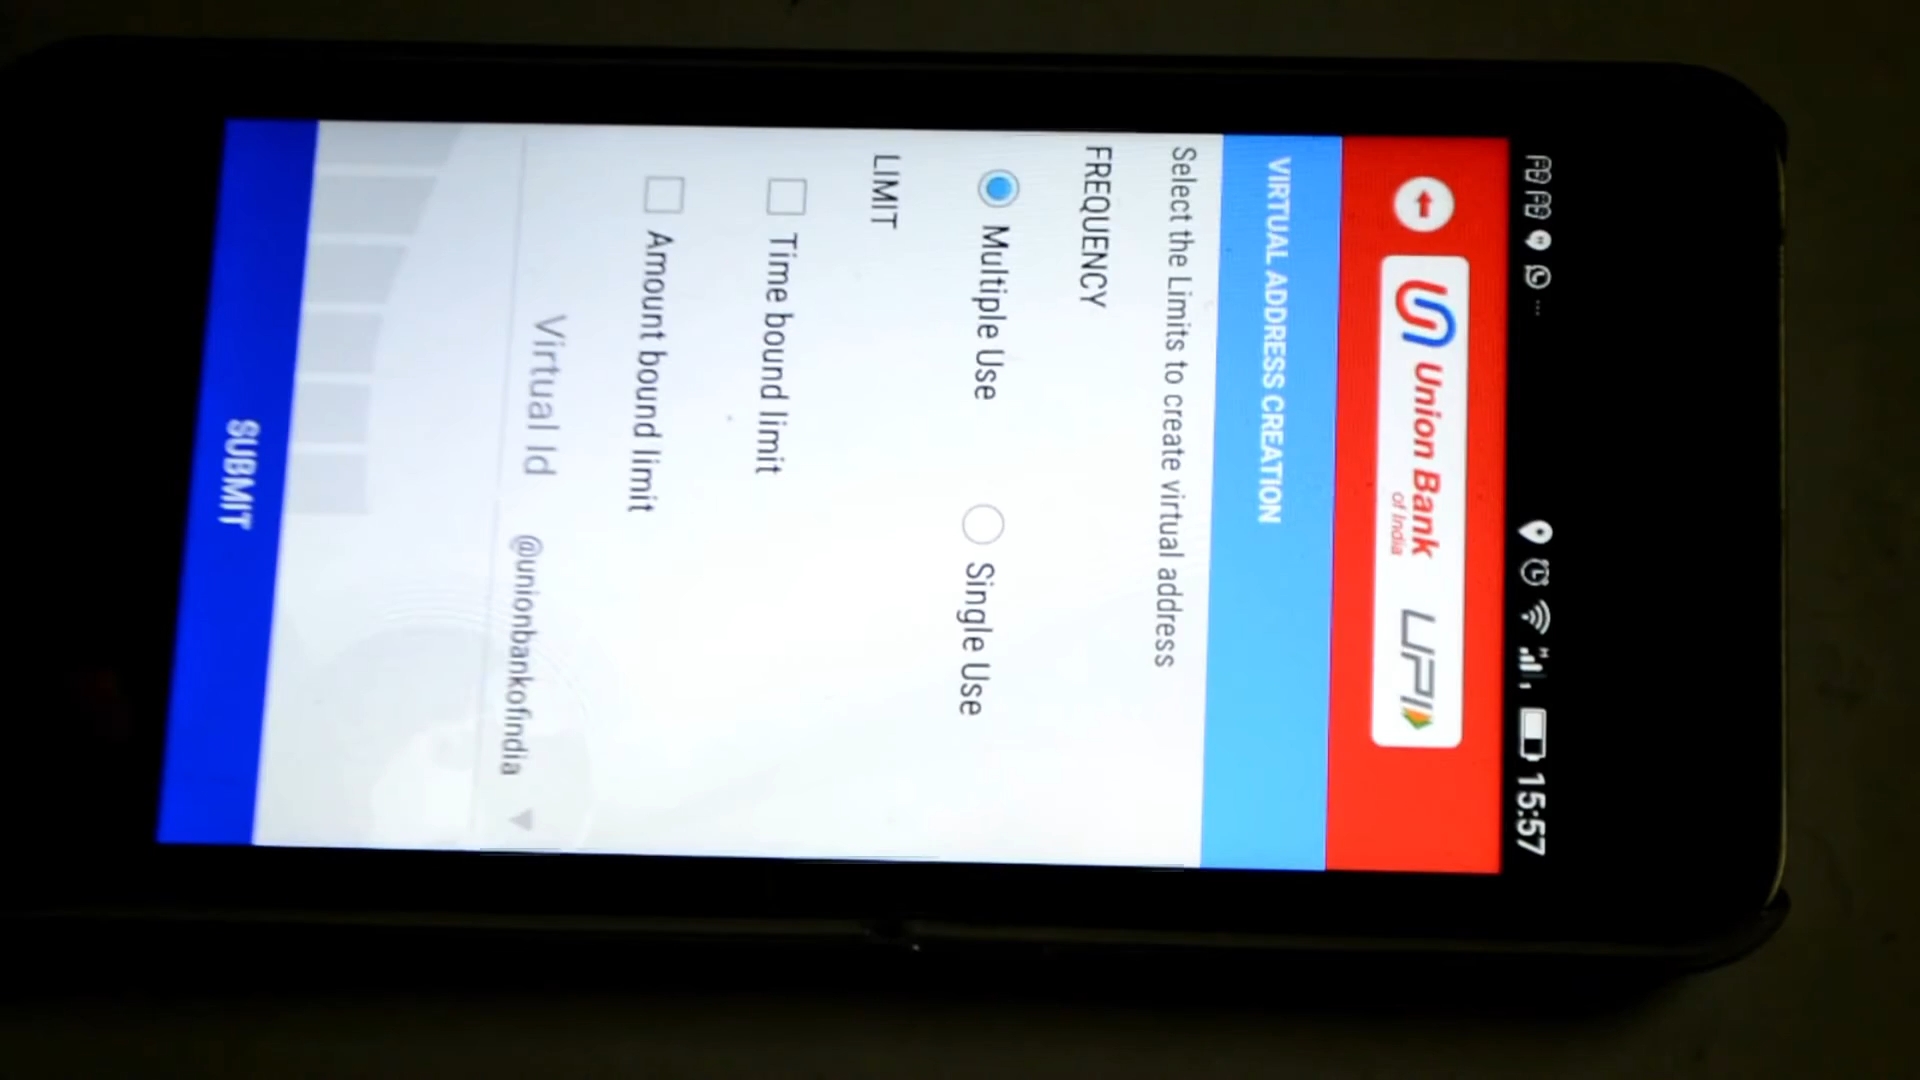 15:57
Union Bank
of India
UPI
VIRTUAL ADDRESS CREATION
Select the Limits to create virtual address
FREQUENCY
Multiple Use
Single Use
LIMIT
Time bound limit
Amount bound limit
Virtual Id
@unionbankofindia
SUBMIT